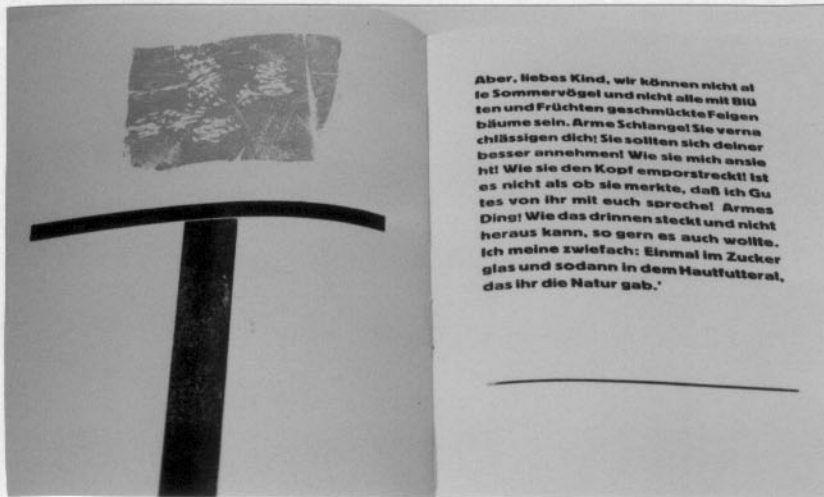 Aber, liebes Kind, wir können nicht al
le Sommervögel und nicht alle mit Blü
ten und Früchten geschmückte Feigen
bäume sein. Arme Schlange! Sie verna
chlässigen dich! Sie sollten sich deiner
besser annehmen! Wie sie mich ansie
ht! Wie sie den Kopf emporstreckt! Ist
es nicht als ob sie merkte, daß ich Gu
tes von ihr mit euch spreche! Armes
Ding! Wie das drinnen steckt und nicht
heraus kann, so gern es auch wollte.
Ich meine zwiefach: Einmal im Zucker
glas und sodann in dem Hautfutteral,
das ihr die Natur gab.'